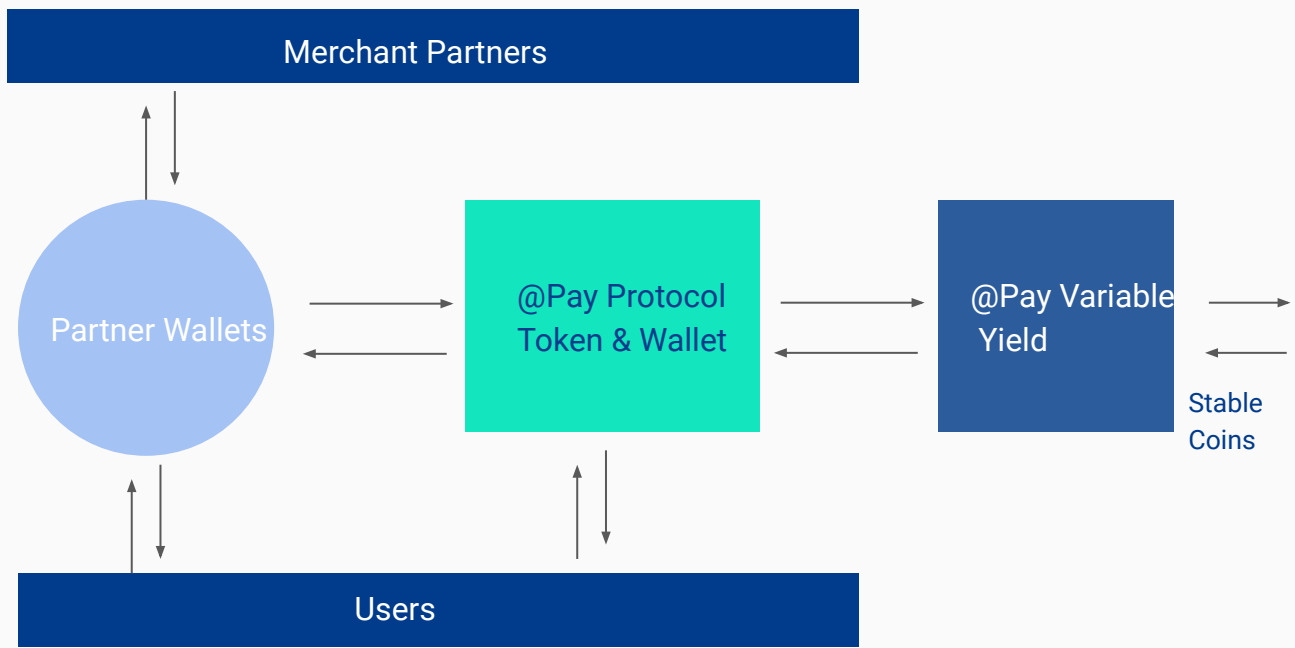 Merchant Partners
Partner Wallets
@Pay Protocol
Token & Wallet
@Pay Variable
Yield
Stable
Coins
Users